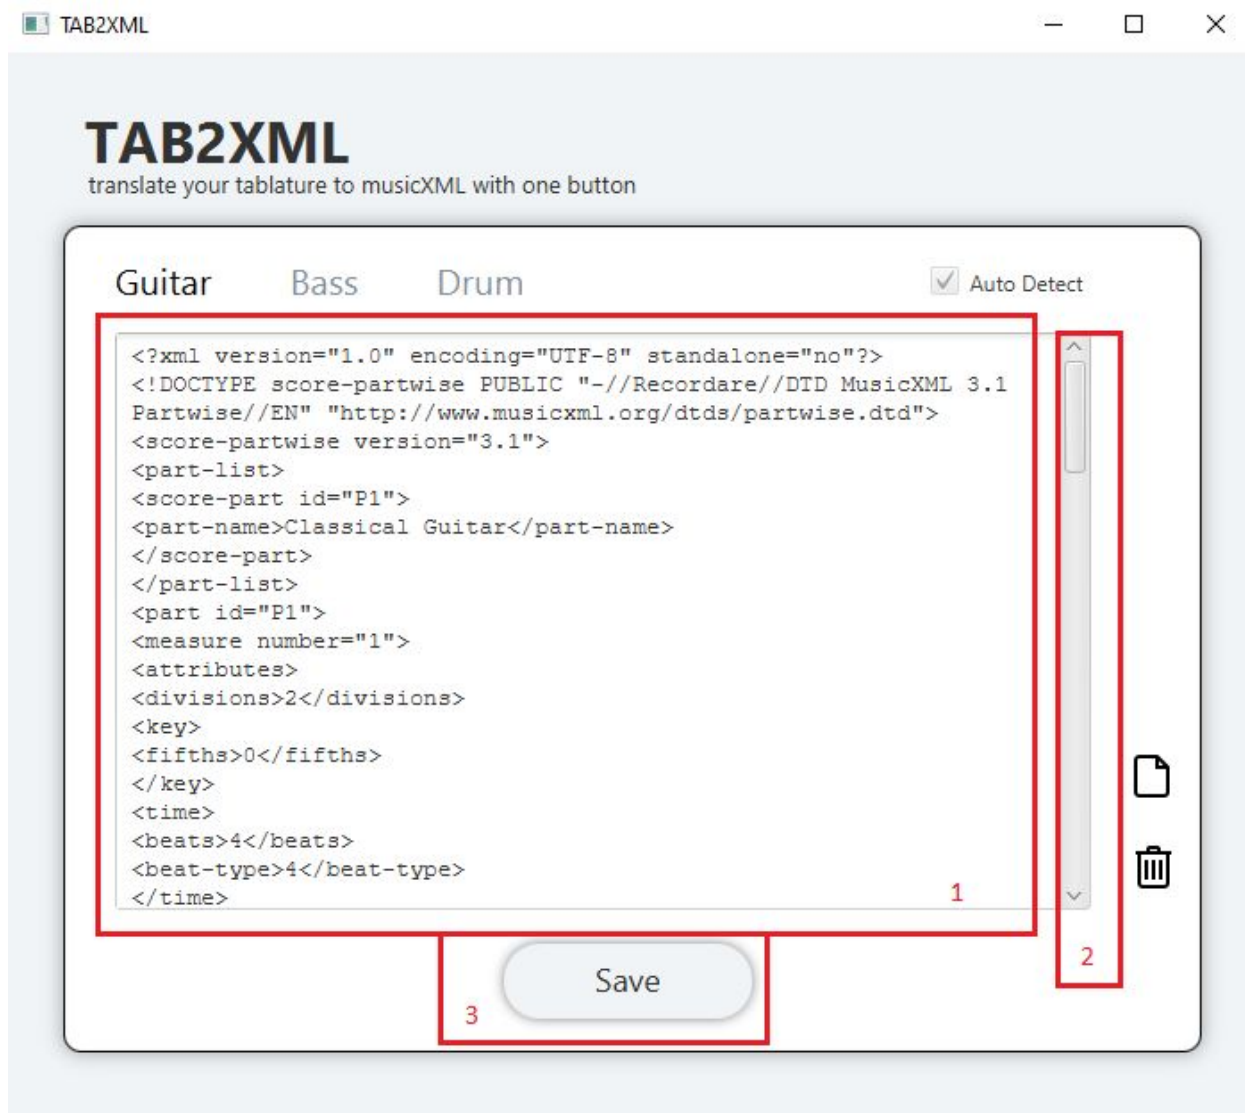 TAB2XML
TAB2XML
translate your tablature to musicXML with one button
Guitar Bass Drum Auto Detect
<?xml version="1.0" encoding="UTF-8" standalone="no"?>
<!DOCTYPE score-partwise PUBLIC "-//Recordare//DTD MusicXML 3.1
Partwise//EN" "http://www.musicxml.org/dtds/partwise.dtd">
<score-partwise version="3.1">
<part-list>
<score-part id="P1">
<part-name>Classical Guitar</part-name>
</score-part>
</part-list>
<part id="P1">
<measure number="1">
<attributes>
<divisions>2</divisions>
<key>
<fifths>0</fifths>
</key>
<time>
<beats>4</beats>
<beat-type>4</beat-type>
</time>
1
2
Save
3